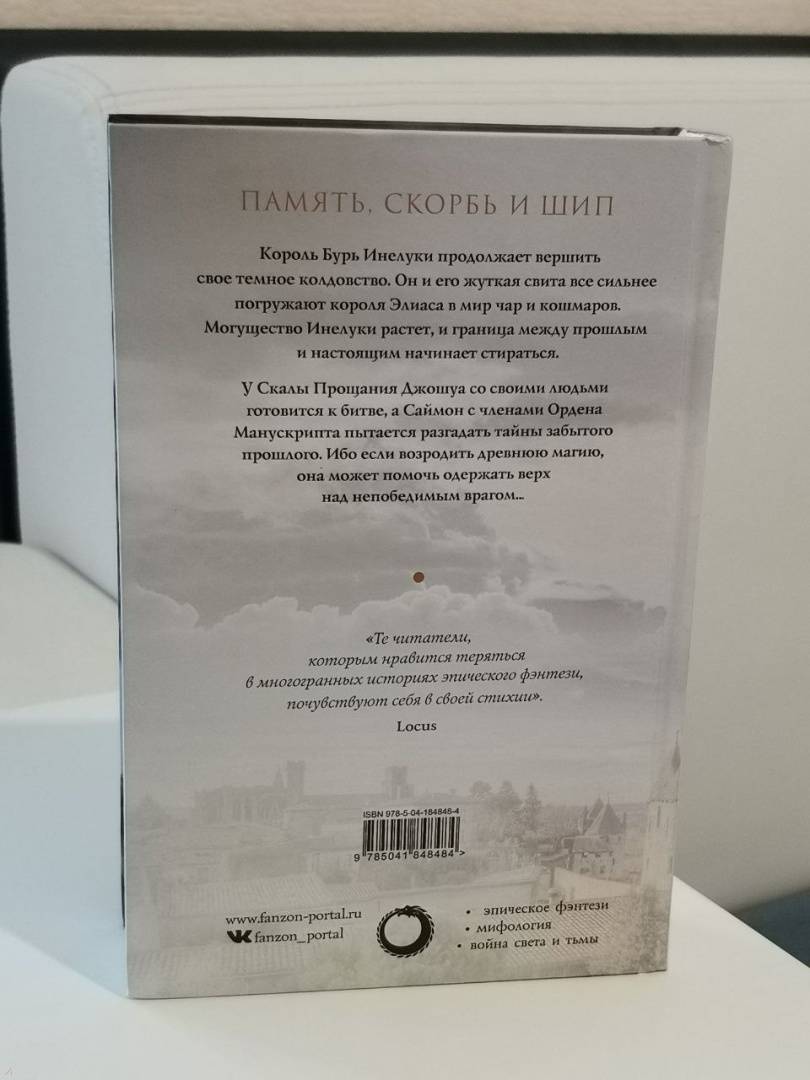 ПАМЯТЬ, СКОРБЬ И ШИП
Король Бурь Инелуки продолжает вершить
свое темное колдовство. Он и его жуткая свита все сильнее
погружают короля Элиаса в мир чар и кошмаров.
Могущество Инелуки растет, и граница между прошлым
и настоящим начинает стираться.
У Скалы Прощания Джошуа со своими людьми
готовится к битве, а Саймон с членами Ордена
Манускрипта пытается разгадать тайны забытого
прошлого. Ибо если возродить древнюю магию,
она может помочь одержать верх
над непобедимым врагом...
«Те читатели,
которым нравится теряться
в многогранных историях эпического фэнтези,
почувствуют себя в своей стихии».
Locus
ISBN 978-5-04-184848-4
9 785041 848484 >
www.fanzon-portal.ru
fanzon_portal
• эпическое фэнтези
• мифология
• война света и тьмы